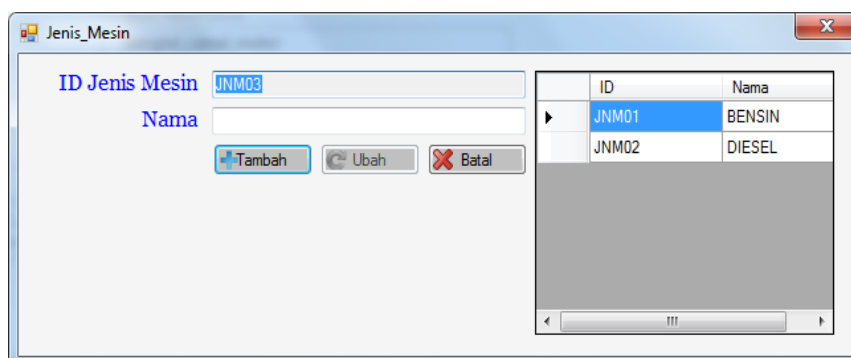 Jenis_Mesin
ID Jenis Mesin JNM03
Nama
Tambah Ubah Batal
ID Nama
JNM01 BENSIN
JNM02 DIESEL